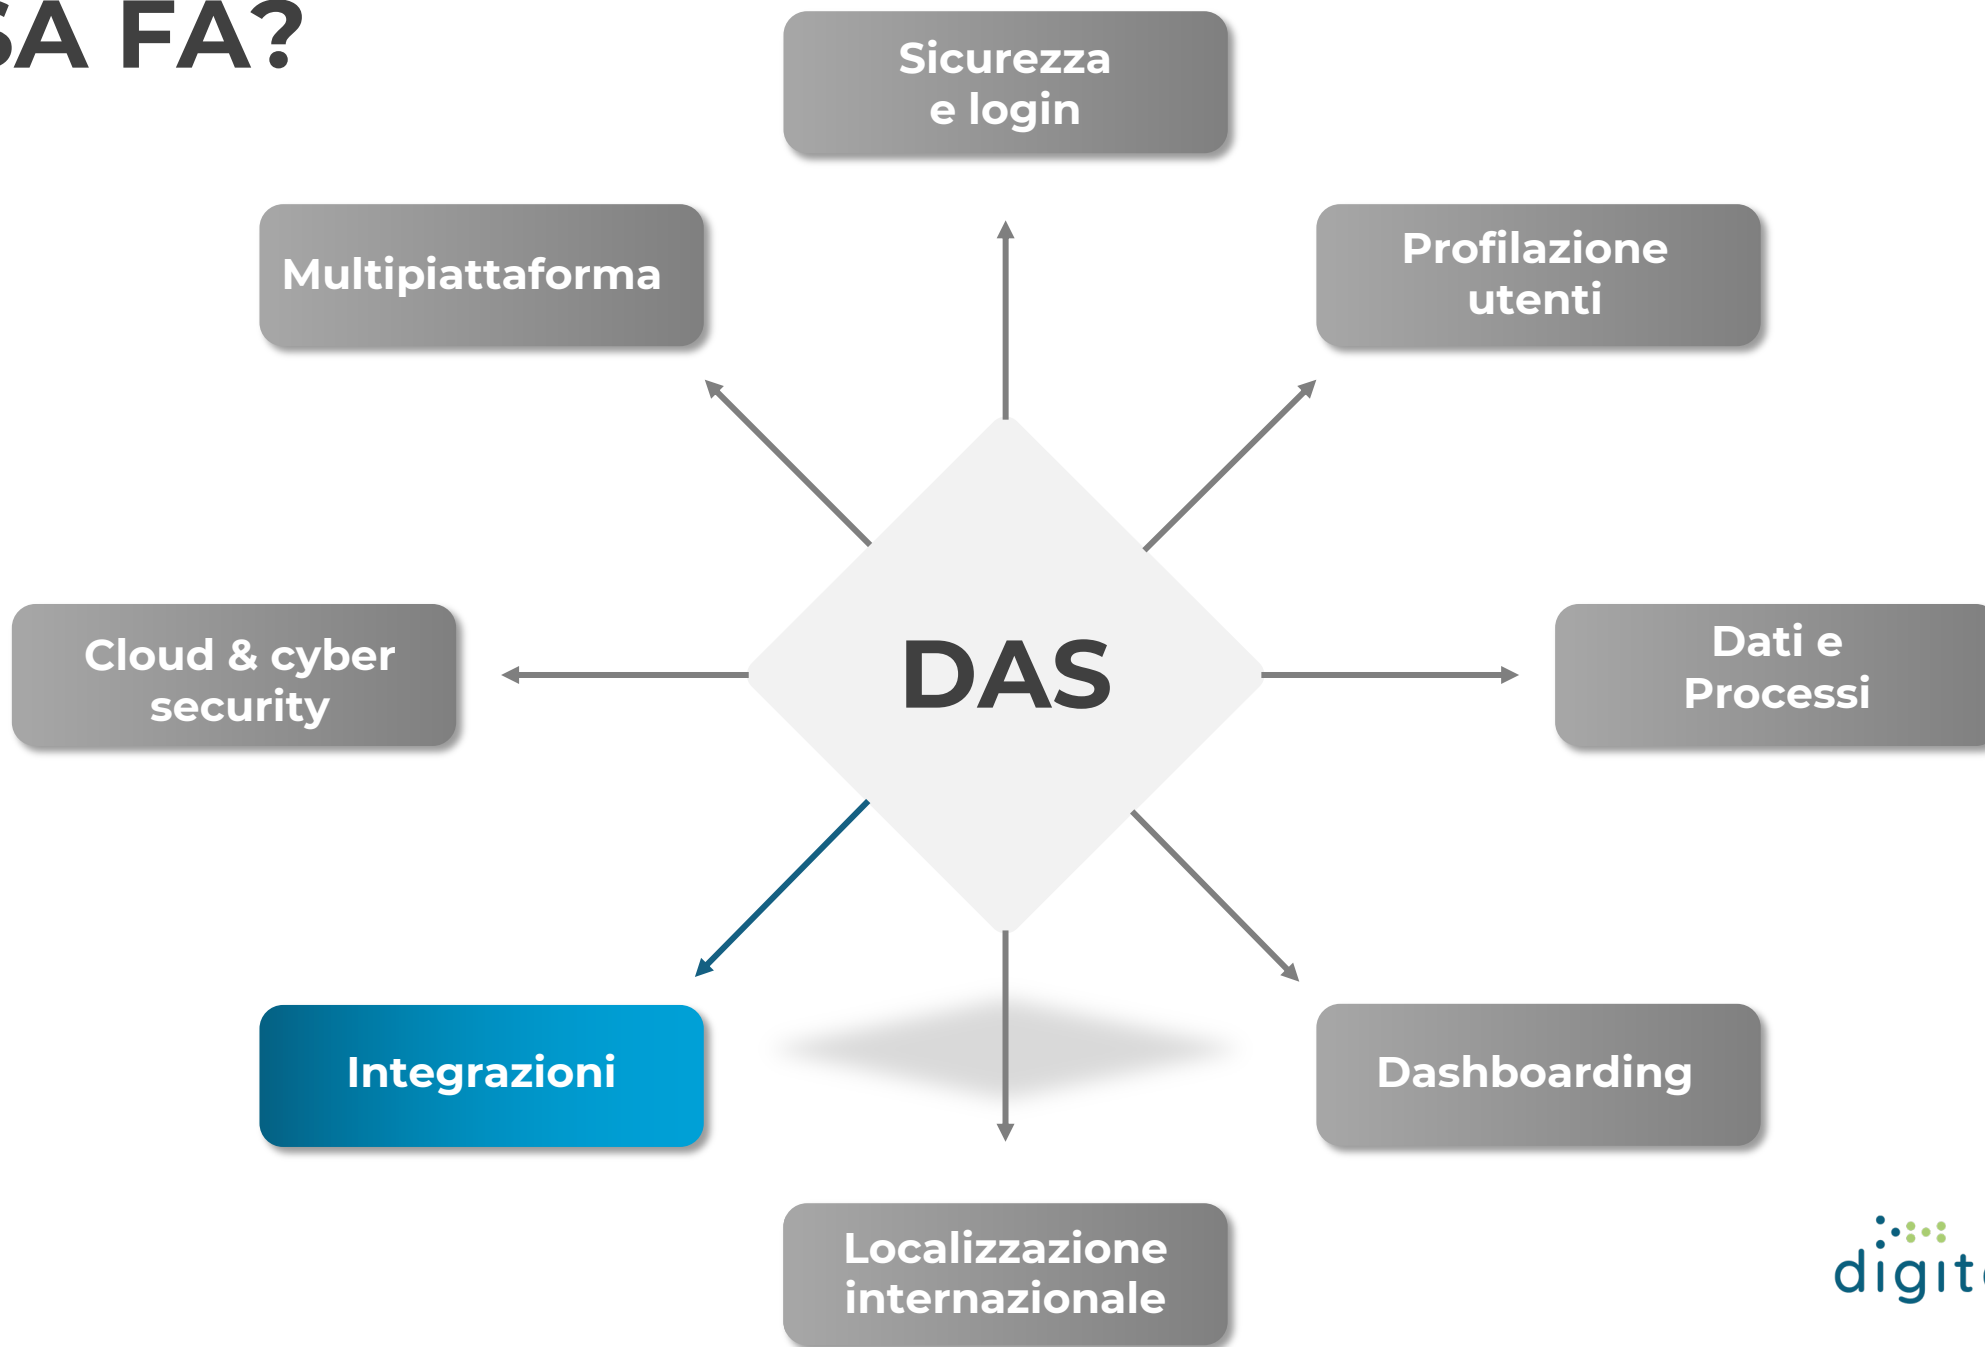 SA FA?
Sicurezza
e login
Multipiattaforma
Profilazione
utenti
Cloud & cyber
security
DAS
Dati e
Processi
Integrazioni
Dashboarding
Localizzazione
internazionale
digit